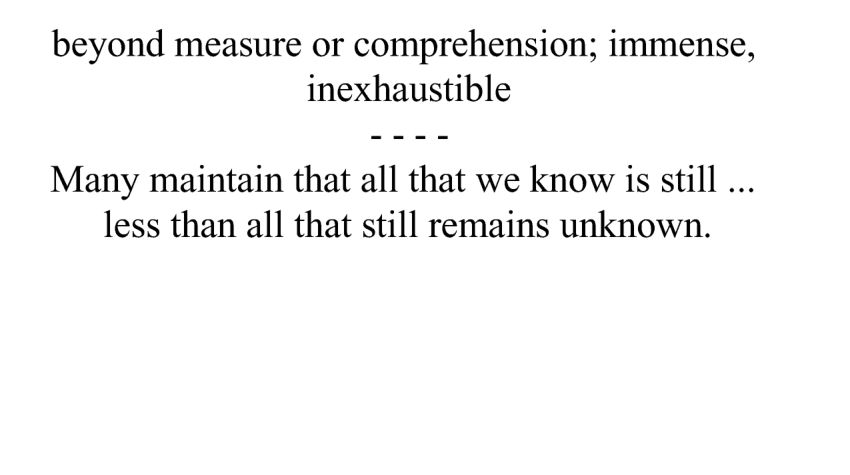 beyond measure or comprehension; immense,
inexhaustible
- - - -
Many maintain that all that we know is still ...
less than all that still remains unknown.